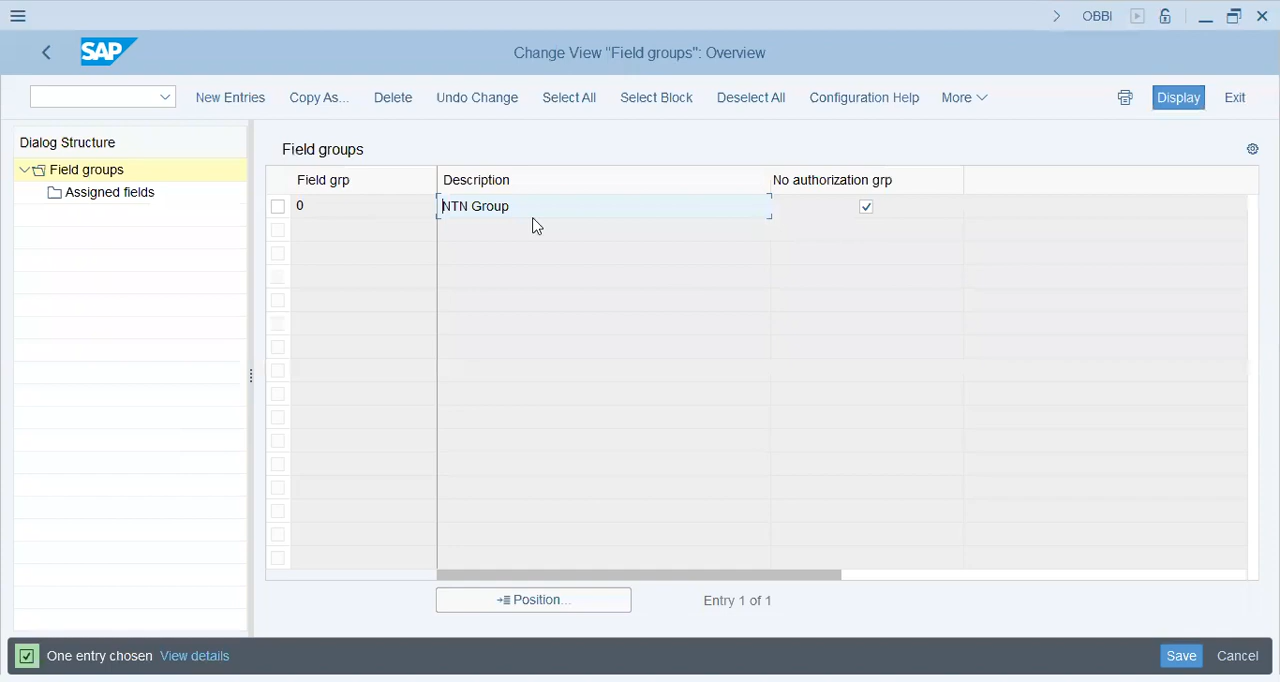 OBBI
SAP
Change View "Field groups": Overview
New Entries Copy As... Delete Undo Change Select All Select Block Deselect All Configuration Help More Display Exit
Dialog Structure
Field groups
Assigned fields
Field groups
Field grp Description No authorization grp
0 NTN Group
Position... Entry 1 of 1
One entry chosen View details Save Cancel